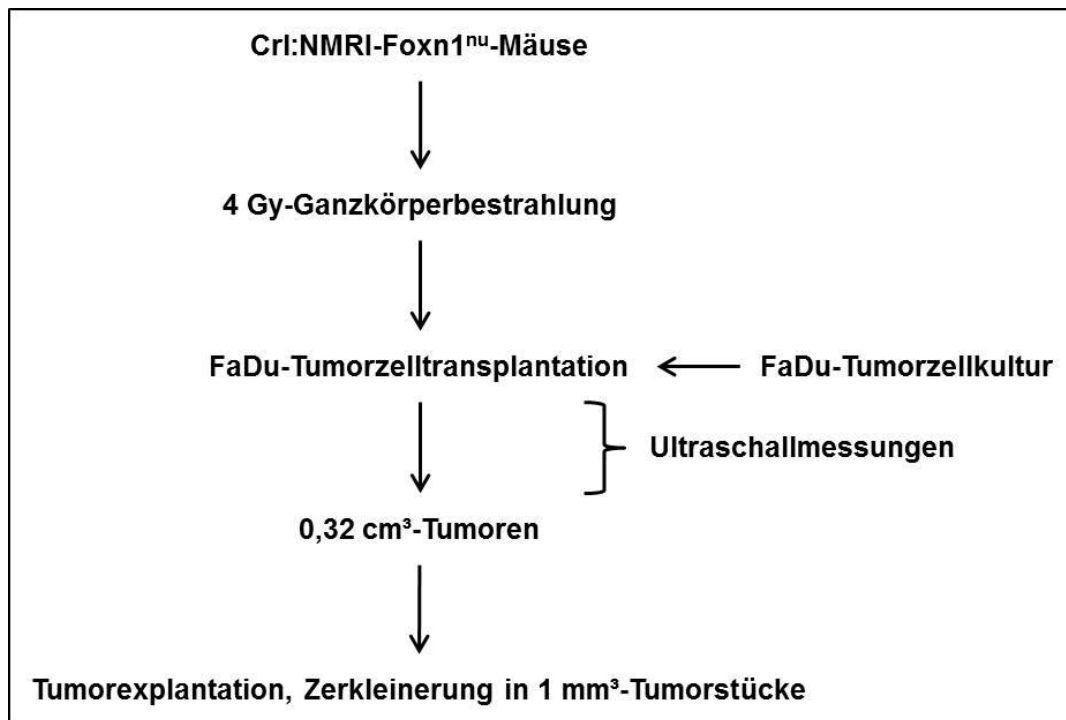 Crl:NMRI-Foxn1ⁿᵘ-Mäuse
4 Gy-Ganzkörperbestrahlung
FaDu-Tumorzelltransplantation
FaDu-Tumorzellkultur
Ultraschallmessungen
0,32 cm³-Tumoren
Tumorexplantation, Zerkleinerung in 1 mm³-Tumorstücke